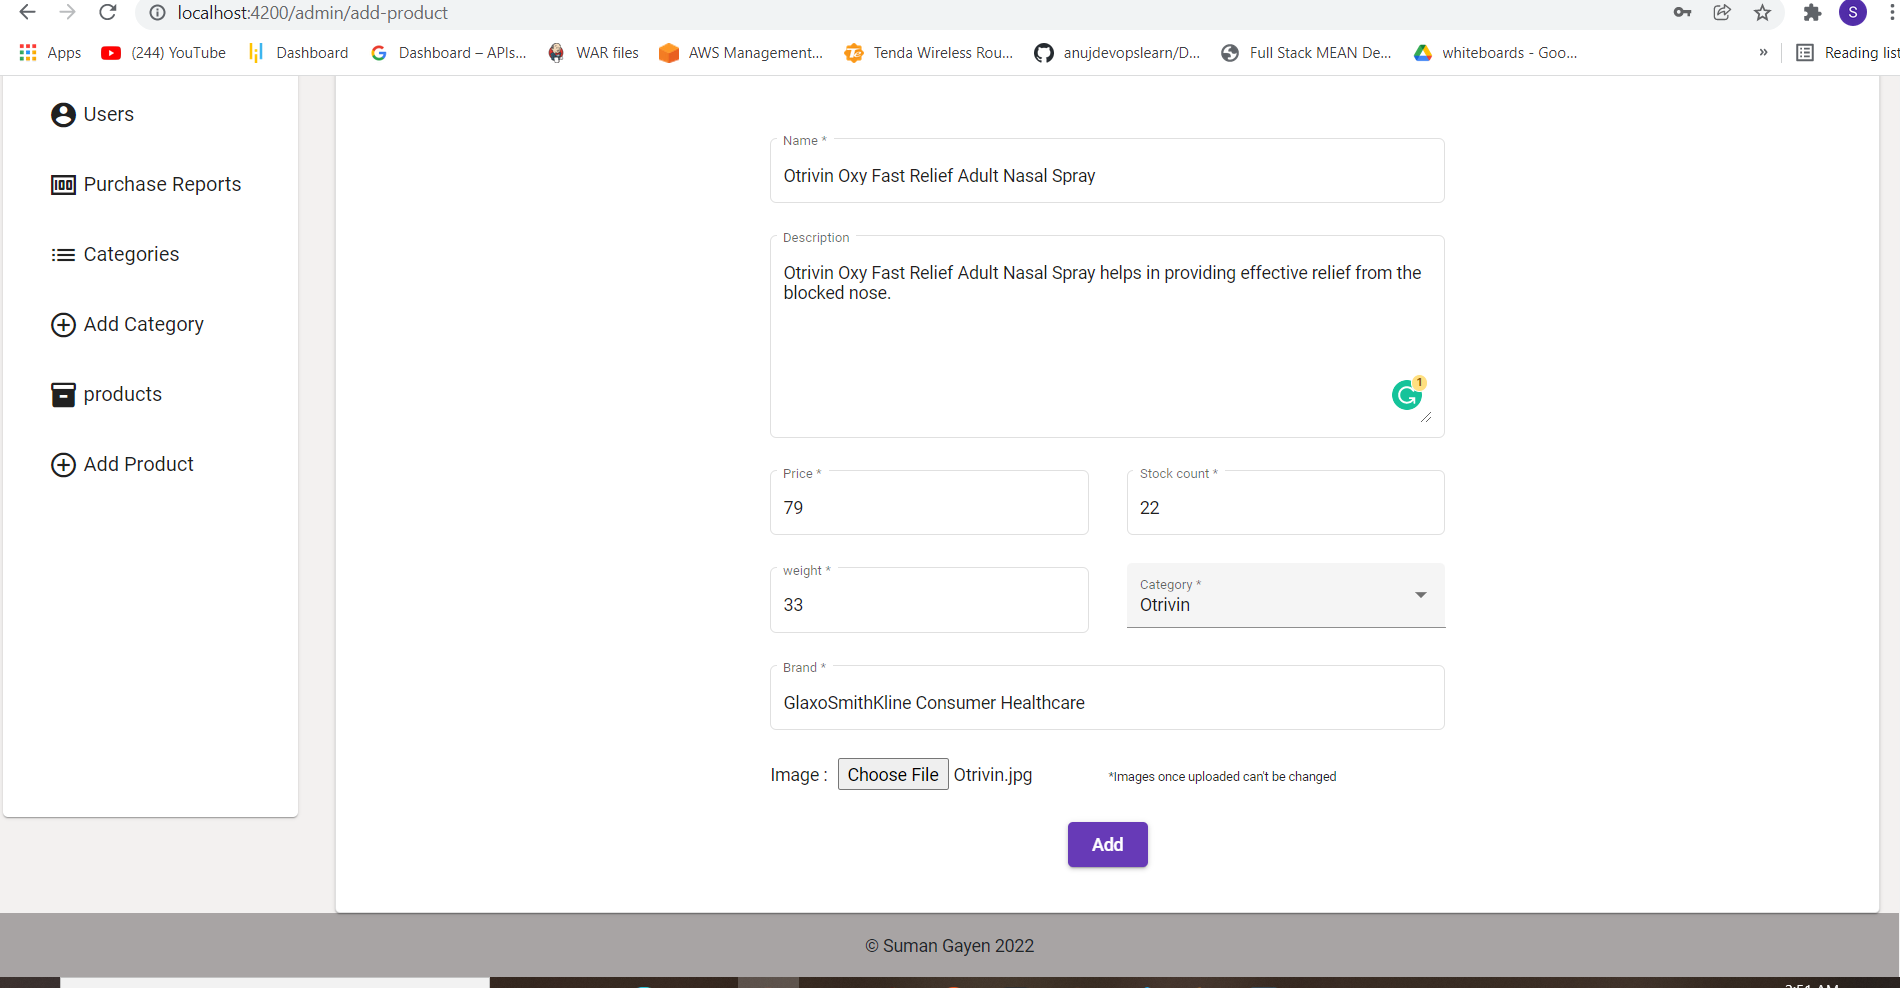 localhost:4200/admin/add-product
S
Apps
(244) YouTube
Dashboard
Dashboard – APIs...
WAR files
AWS Management...
Tenda Wireless Rou...
anujdevopslearn/D...
Full Stack MEAN De...
whiteboards - Goo...
»
Reading list
Users
Purchase Reports
Categories
Add Category
products
Add Product
Name *
Otrivin Oxy Fast Relief Adult Nasal Spray
Description
Otrivin Oxy Fast Relief Adult Nasal Spray helps in providing effective relief from the
blocked nose.
1
Price *
79
Stock count *
22
weight *
33
Category *
Otrivin
Brand *
GlaxoSmithKline Consumer Healthcare
Image : Choose File Otrivin.jpg *Images once uploaded can't be changed
Add
© Suman Gayen 2022